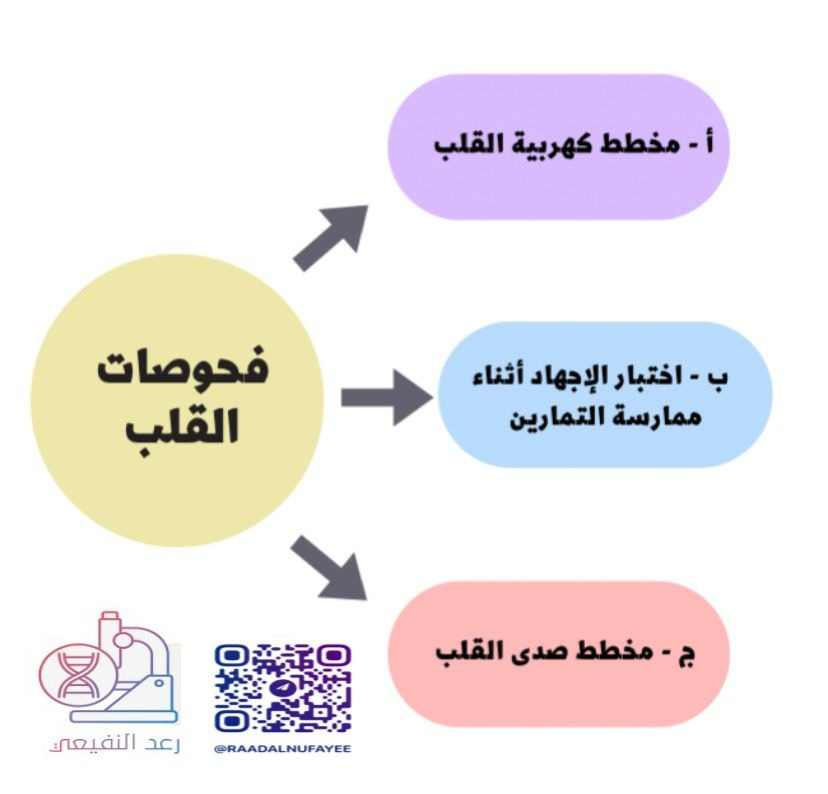 فحوصات
القلب
أ - مخطط كهربية القلب
ب - اختبار الإجهاد أثناء
ممارسة التمارين
ج - مخطط صدى القلب
رعد النفيعي
@RAADALNUFAYEE